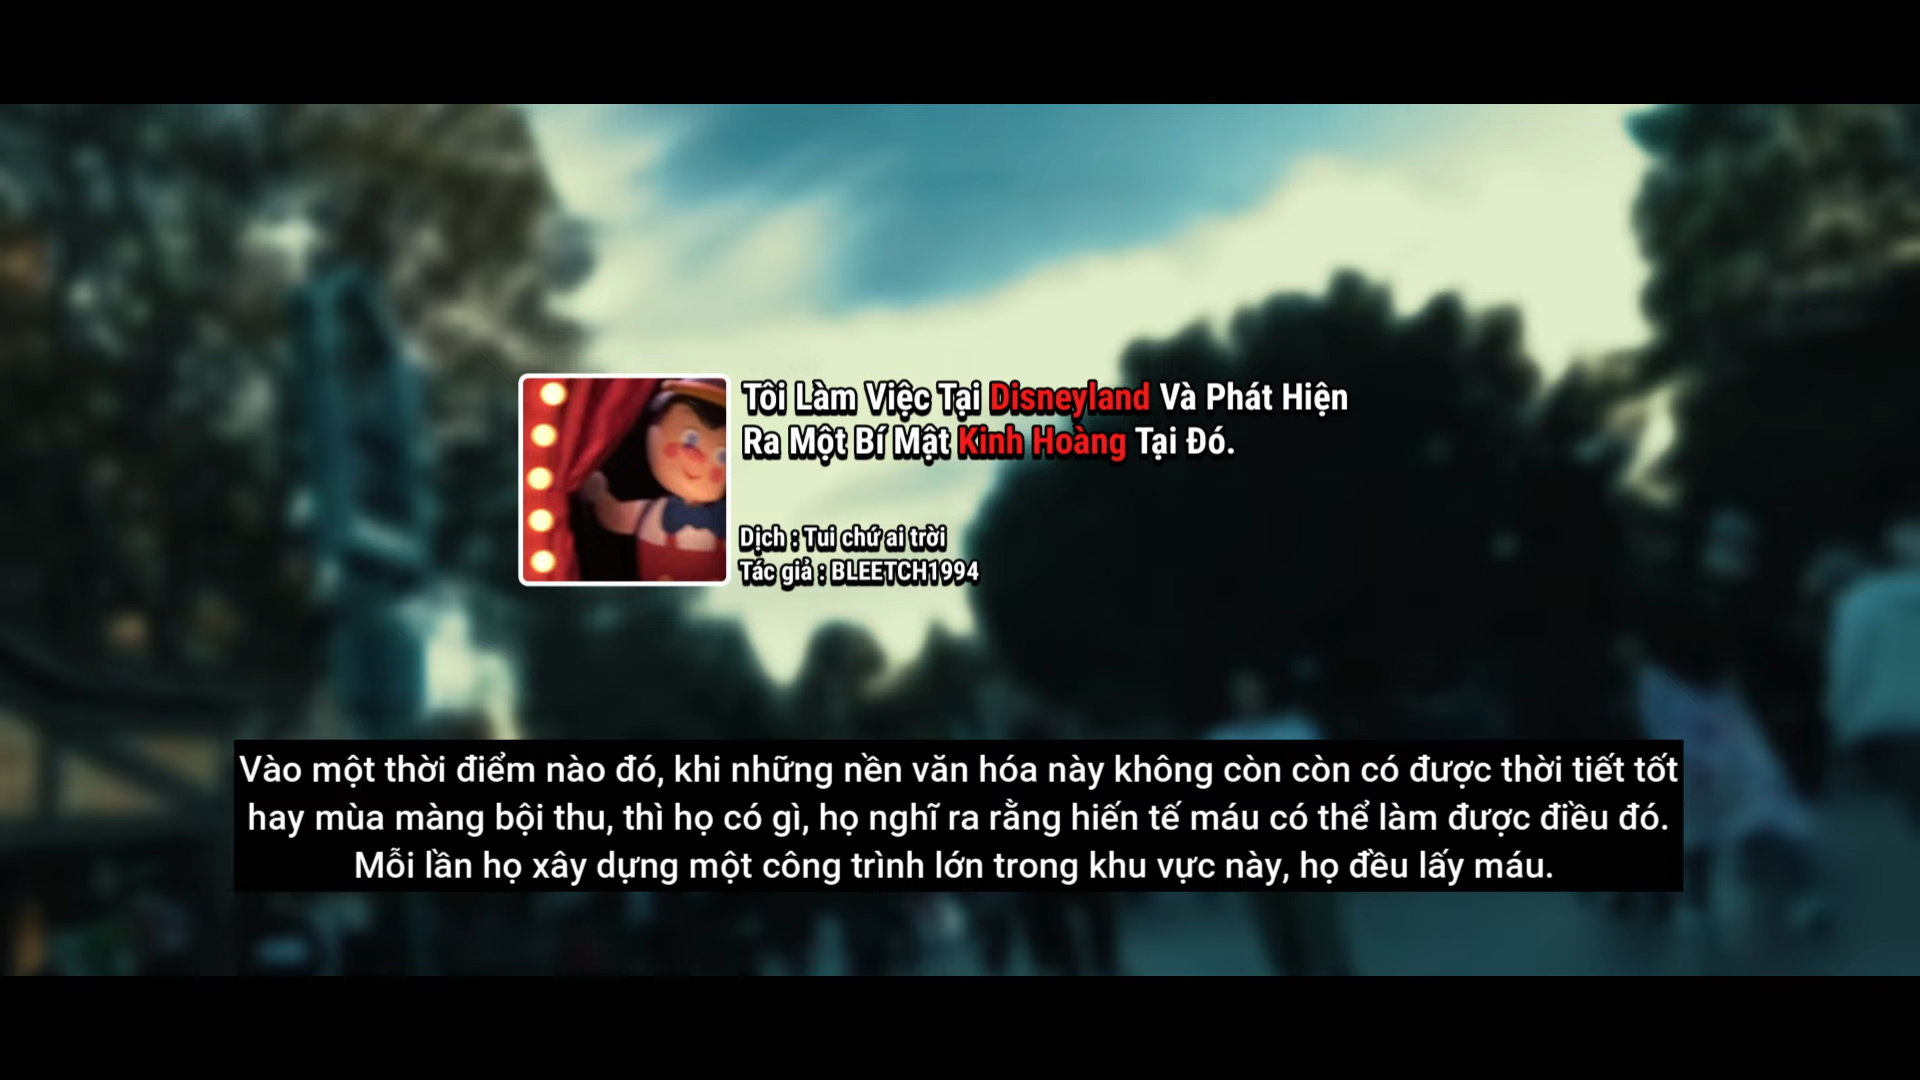 Tôi Làm Việc Tại Disneyland Và Phát Hiện
Ra Một Bí Mật Kinh Hoàng Tại Đó.
Dịch : Tui chứ ai trời
Tác giả : BLEETCH1994
Vào một thời điểm nào đó, khi những nền văn hóa này không còn còn có được thời tiết tốt
hay mùa màng bội thu, thì họ có gì, họ nghĩ ra rằng hiến tế máu có thể làm được điều đó.
Mỗi lần họ xây dựng một công trình lớn trong khu vực này, họ đều lấy máu.